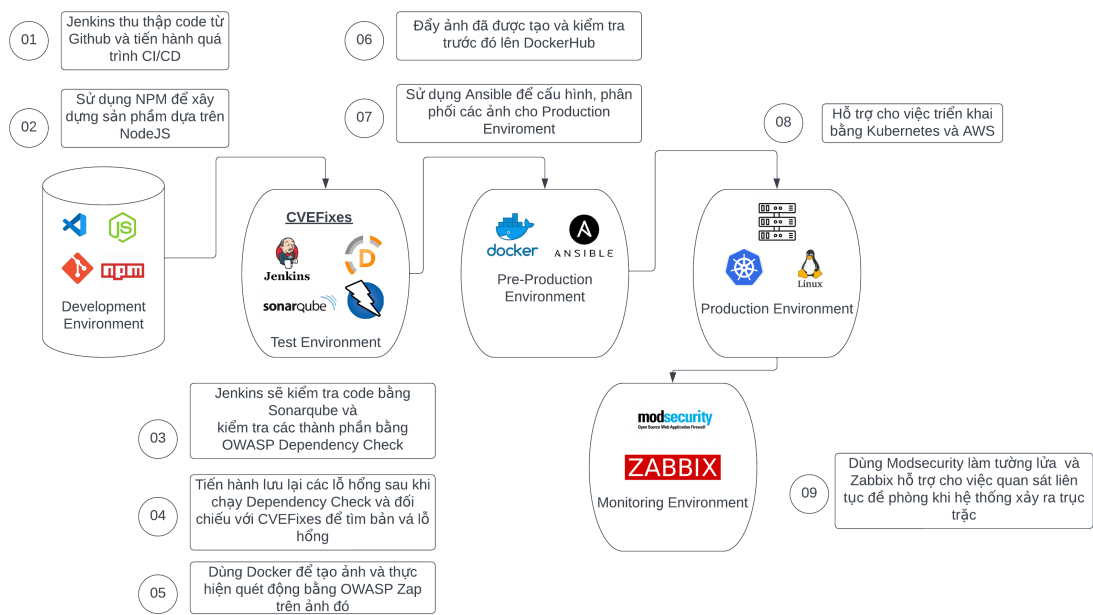 01
Jenkins thu thập code từ
Github và tiến hành quá
trình CI/CD
02
Sử dụng NPM để xây
dựng sản phầm dựa trên
NodeJS
06
Đẩy ảnh đã được tạo và kiểm tra
trước đó lên DockerHub
07
Sử dụng Ansible để cấu hình, phân
phối các ảnh cho Production
Enviroment
08
Hỗ trợ cho việc triển khai
bằng Kubernetes và AWS
JS
npm
Development
Environment
CVEFixes
Jenkins
D
sonarqube
Test Environment
docker
ANSIBLE
Pre-Production
Environment
Linux
Production Environment
modsecurity
Open Source Web Application Firewall
ZABBIX
Monitoring Environment
03
Jenkins sẽ kiểm tra code bằng
Sonarqube và
kiểm tra các thành phần bằng
OWASP Dependency Check
04
Tiến hành lưu lại các lỗ hổng sau khi
chạy Dependency Check và đối
chiếu với CVEFixes để tìm bản vá lỗ
hổng
05
Dùng Docker để tạo ảnh và thực
hiện quét động bằng OWASP Zap
trên ảnh đó
09
Dùng Modsecurity làm tường lửa và
Zabbix hỗ trợ cho việc quan sát liên
tục đề phòng khi hệ thống xảy ra trục
trặc